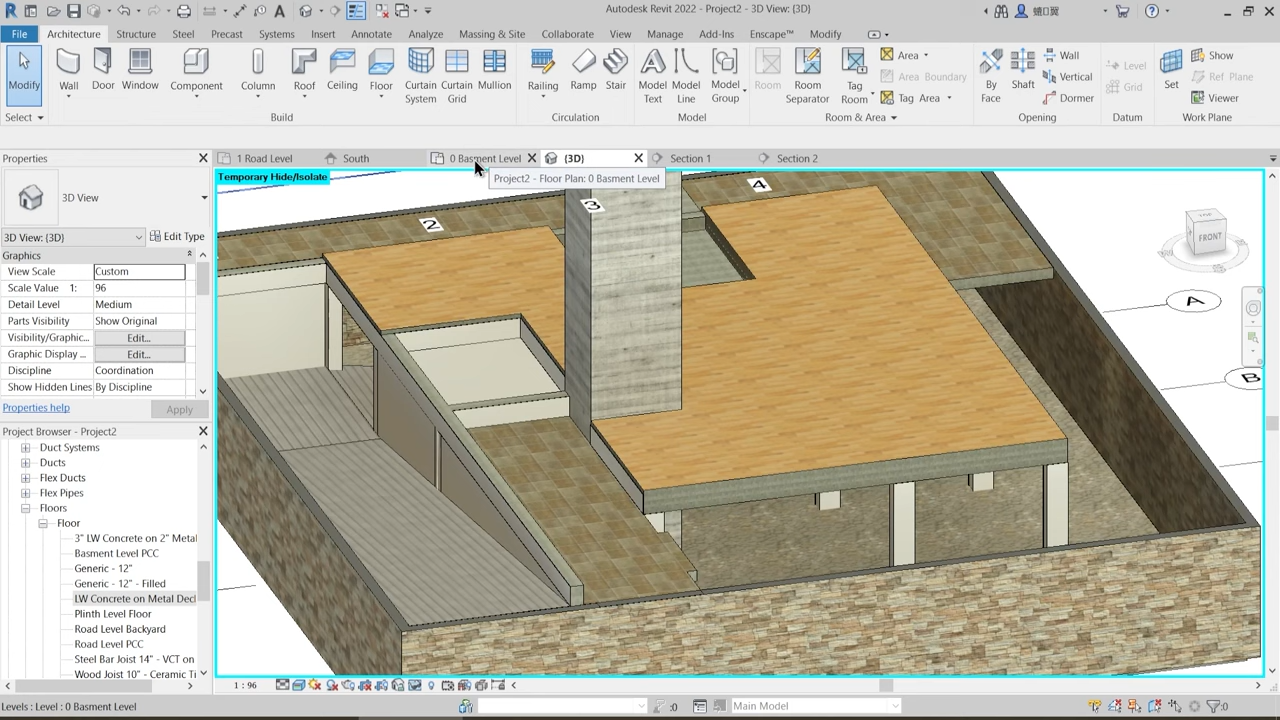 Autodesk Revit 2022 - Project2 - 3D View: {3D}
File Architecture Structure Steel Precast Systems Insert Annotate Analyze Massing & Site Collaborate View Manage Add-Ins Enscape™ Modify
Modify Wall Door Window Component Column Roof Ceiling Floor Curtain System Curtain Grid Mullion Railing Ramp Stair Model Text Model Line Model Group Room Room Separator Tag Room Area Area Boundary Tag Area By Face Shaft Wall Vertical Dormer Level Grid Set Show Ref Plane Viewer
Select Build Circulation Model Room & Area Opening Datum Work Plane
Properties
1 Road Level South 0 Basment Level {3D} Section 1 Section 2
Project2 - Floor Plan: 0 Basment Level
Temporary Hide/Isolate
3D View
3D View: {3D} Edit Type
Graphics
View Scale Custom
Scale Value 1: 96
Detail Level Medium
Parts Visibility Show Original
Visibility/Graphic... Edit...
Graphic Display ... Edit...
Discipline Coordination
Show Hidden Lines By Discipline
Properties help Apply
Project Browser - Project2
Duct Systems
Ducts
Flex Ducts
Flex Pipes
Floors
Floor
3" LW Concrete on 2" Metal
Basment Level PCC
Generic - 12"
Generic - 12" - Filled
LW Concrete on Metal Deck
Plinth Level Floor
Road Level Backyard
Road Level PCC
Steel Bar Joist 14" - VCT on
Wood Joist 10" - Ceramic Ti
2
3
4
FRONT
A
B
1 : 96
Levels : Level : 0 Basment Level
:0
Main Model
:0